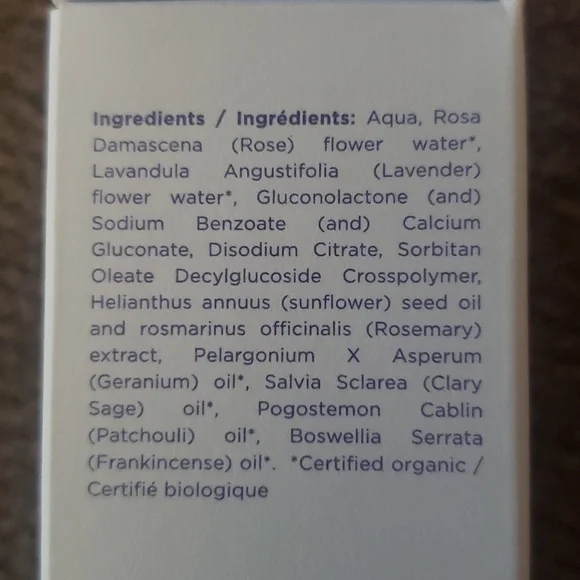 Ingredients / Ingrédients: Aqua, Rosa
Damascena (Rose) flower water*,
Lavandula Angustifolia (Lavender)
flower water*, Gluconolactone (and)
Sodium Benzoate (and) Calcium
Gluconate, Disodium Citrate, Sorbitan
Oleate Decylglucoside Crosspolymer,
Helianthus annuus (sunflower) seed oil
and rosmarinus officinalis (Rosemary)
extract, Pelargonium X Asperum
(Geranium) oil*, Salvia Sclarea (Clary
Sage) oil*, Pogostemon Cablin
(Patchouli) oil*, Boswellia Serrata
(Frankincense) oil*. *Certified organic /
Certifié biologique